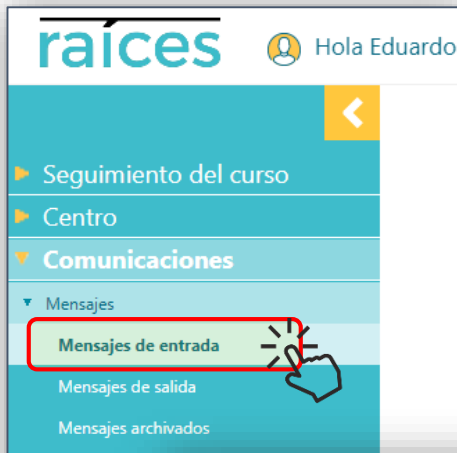 raíces
Hola Eduardo
Seguimiento del curso
Centro
Comunicaciones
Mensajes
Mensajes de entrada
Mensajes de salida
Mensajes archivados